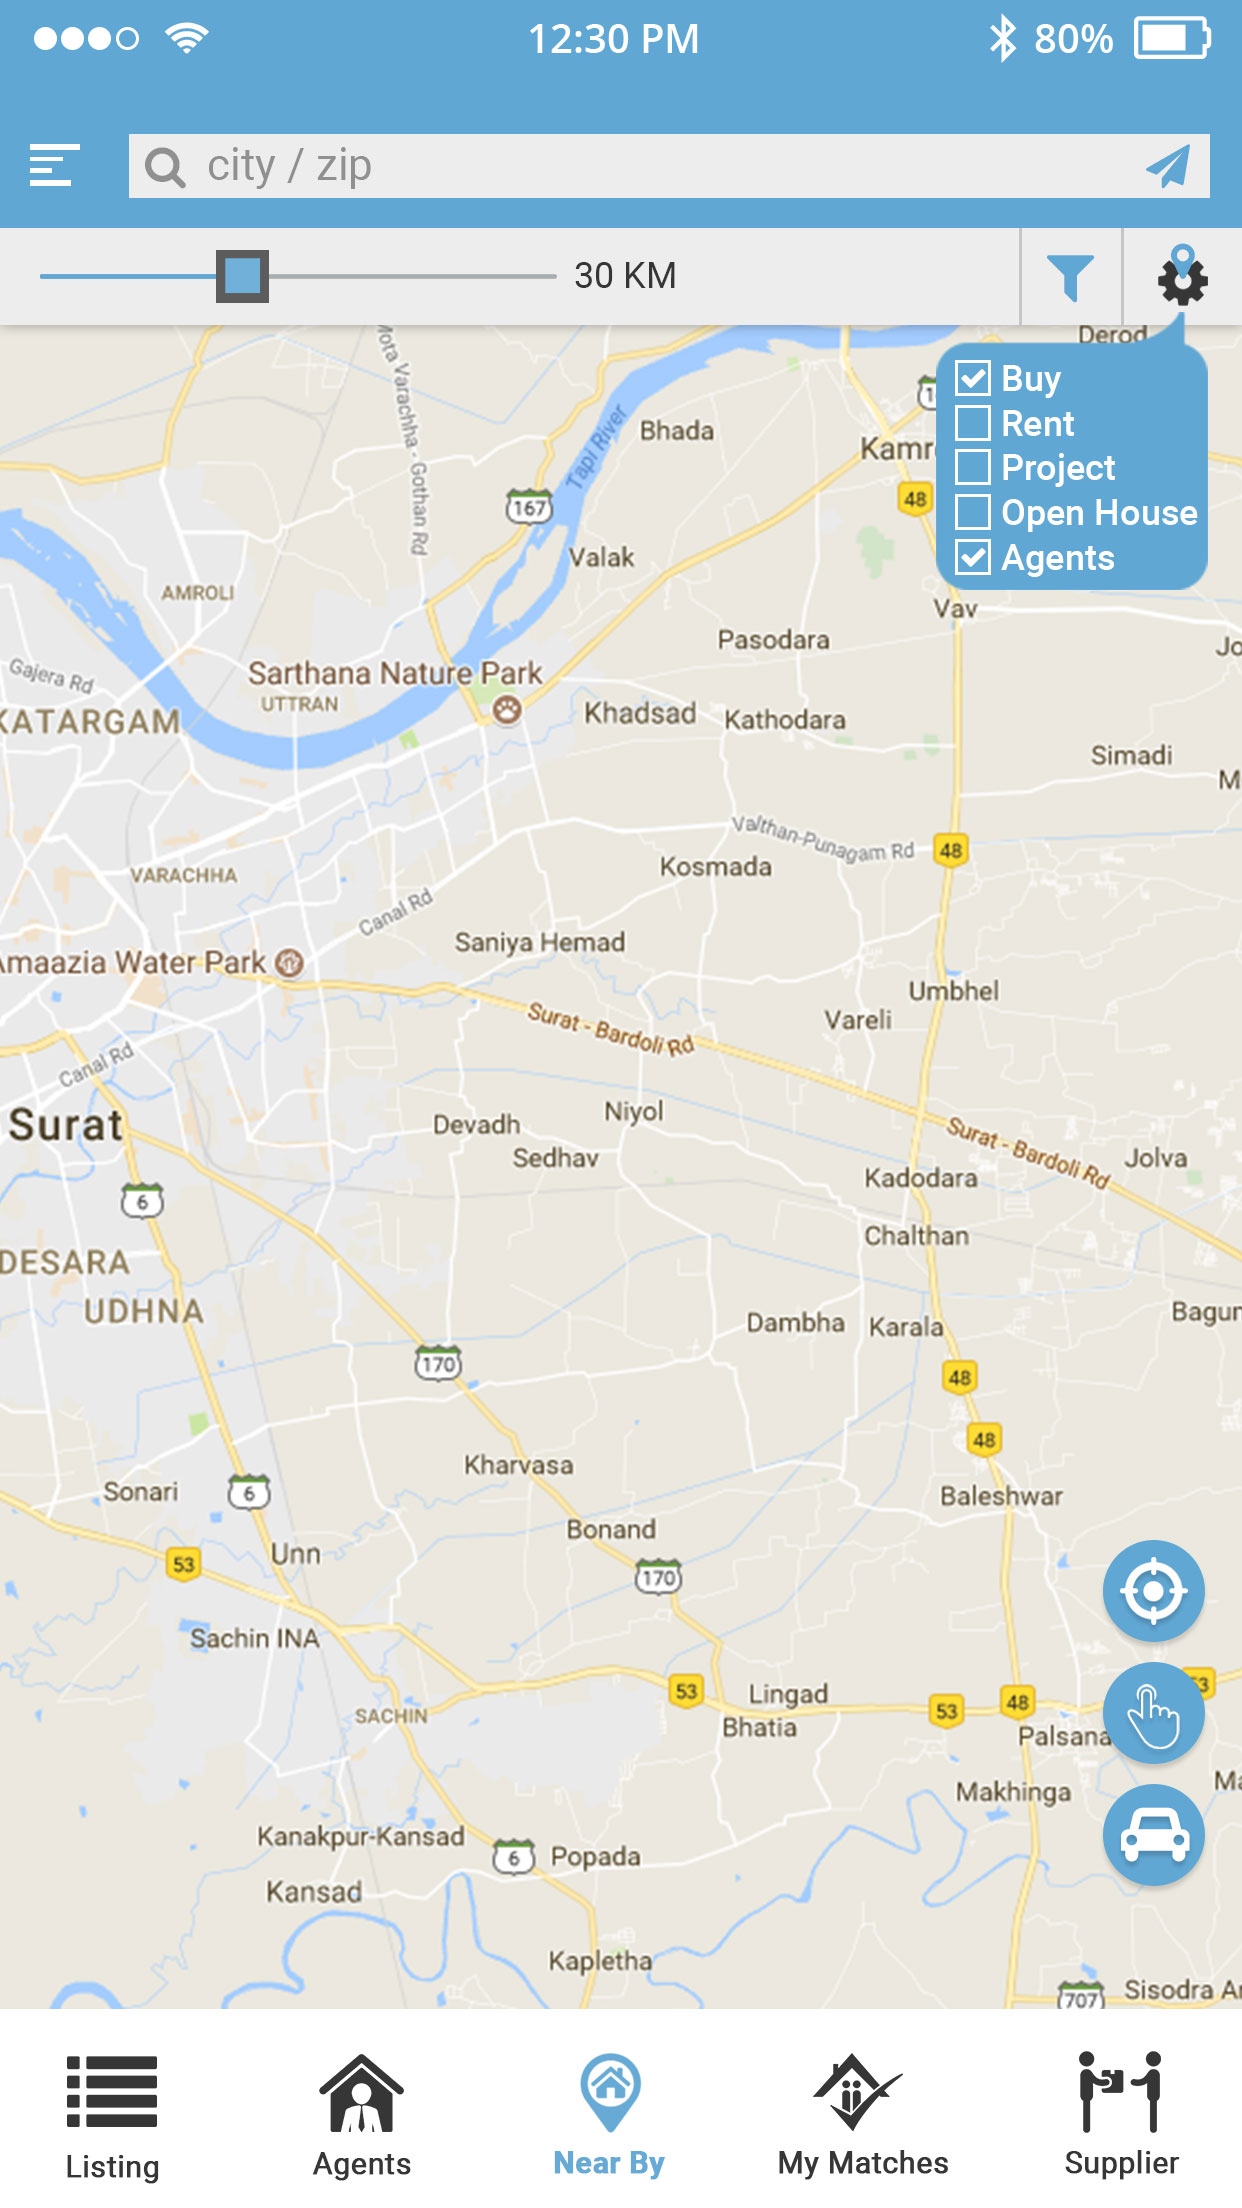 12:30 PM
80%
city / zip
30 KM
Derod
Buy
Rent
Project
Open House
Agents
Mota Varachha - Gothan Rd
Tapi River
Bhada
167
48
Valak
AMROLI
Vav
Pasodara
Gajera Rd
Sarthana Nature Park
UTTRAN
KATARGAM
Khadsad
Kathodara
Simadi
Valthan-Punagam Rd
48
Kosmada
VARACHHA
Canal Rd
Saniya Hemad
Amaazia Water Park
Umbhel
Vareli
Surat - Bardoli Rd
Canal Rd
Surat
Niyol
Devadh
Sedhav
Surat - Bardoli Rd
Jolva
Kadodara
6
Chalthan
UDHNA
Dambha
Karala
170
48
48
Kharvasa
Sonari
6
Baleshwar
Bonand
Unn
53
170
Sachin INA
53
Lingad
48
53
SACHIN
Bhatia
Palsana
Makhinga
Kanakpur-Kansad
6
Popada
Kansad
Kapletha
Sisodra
707
Listing
Agents
Near By
My Matches
Supplier